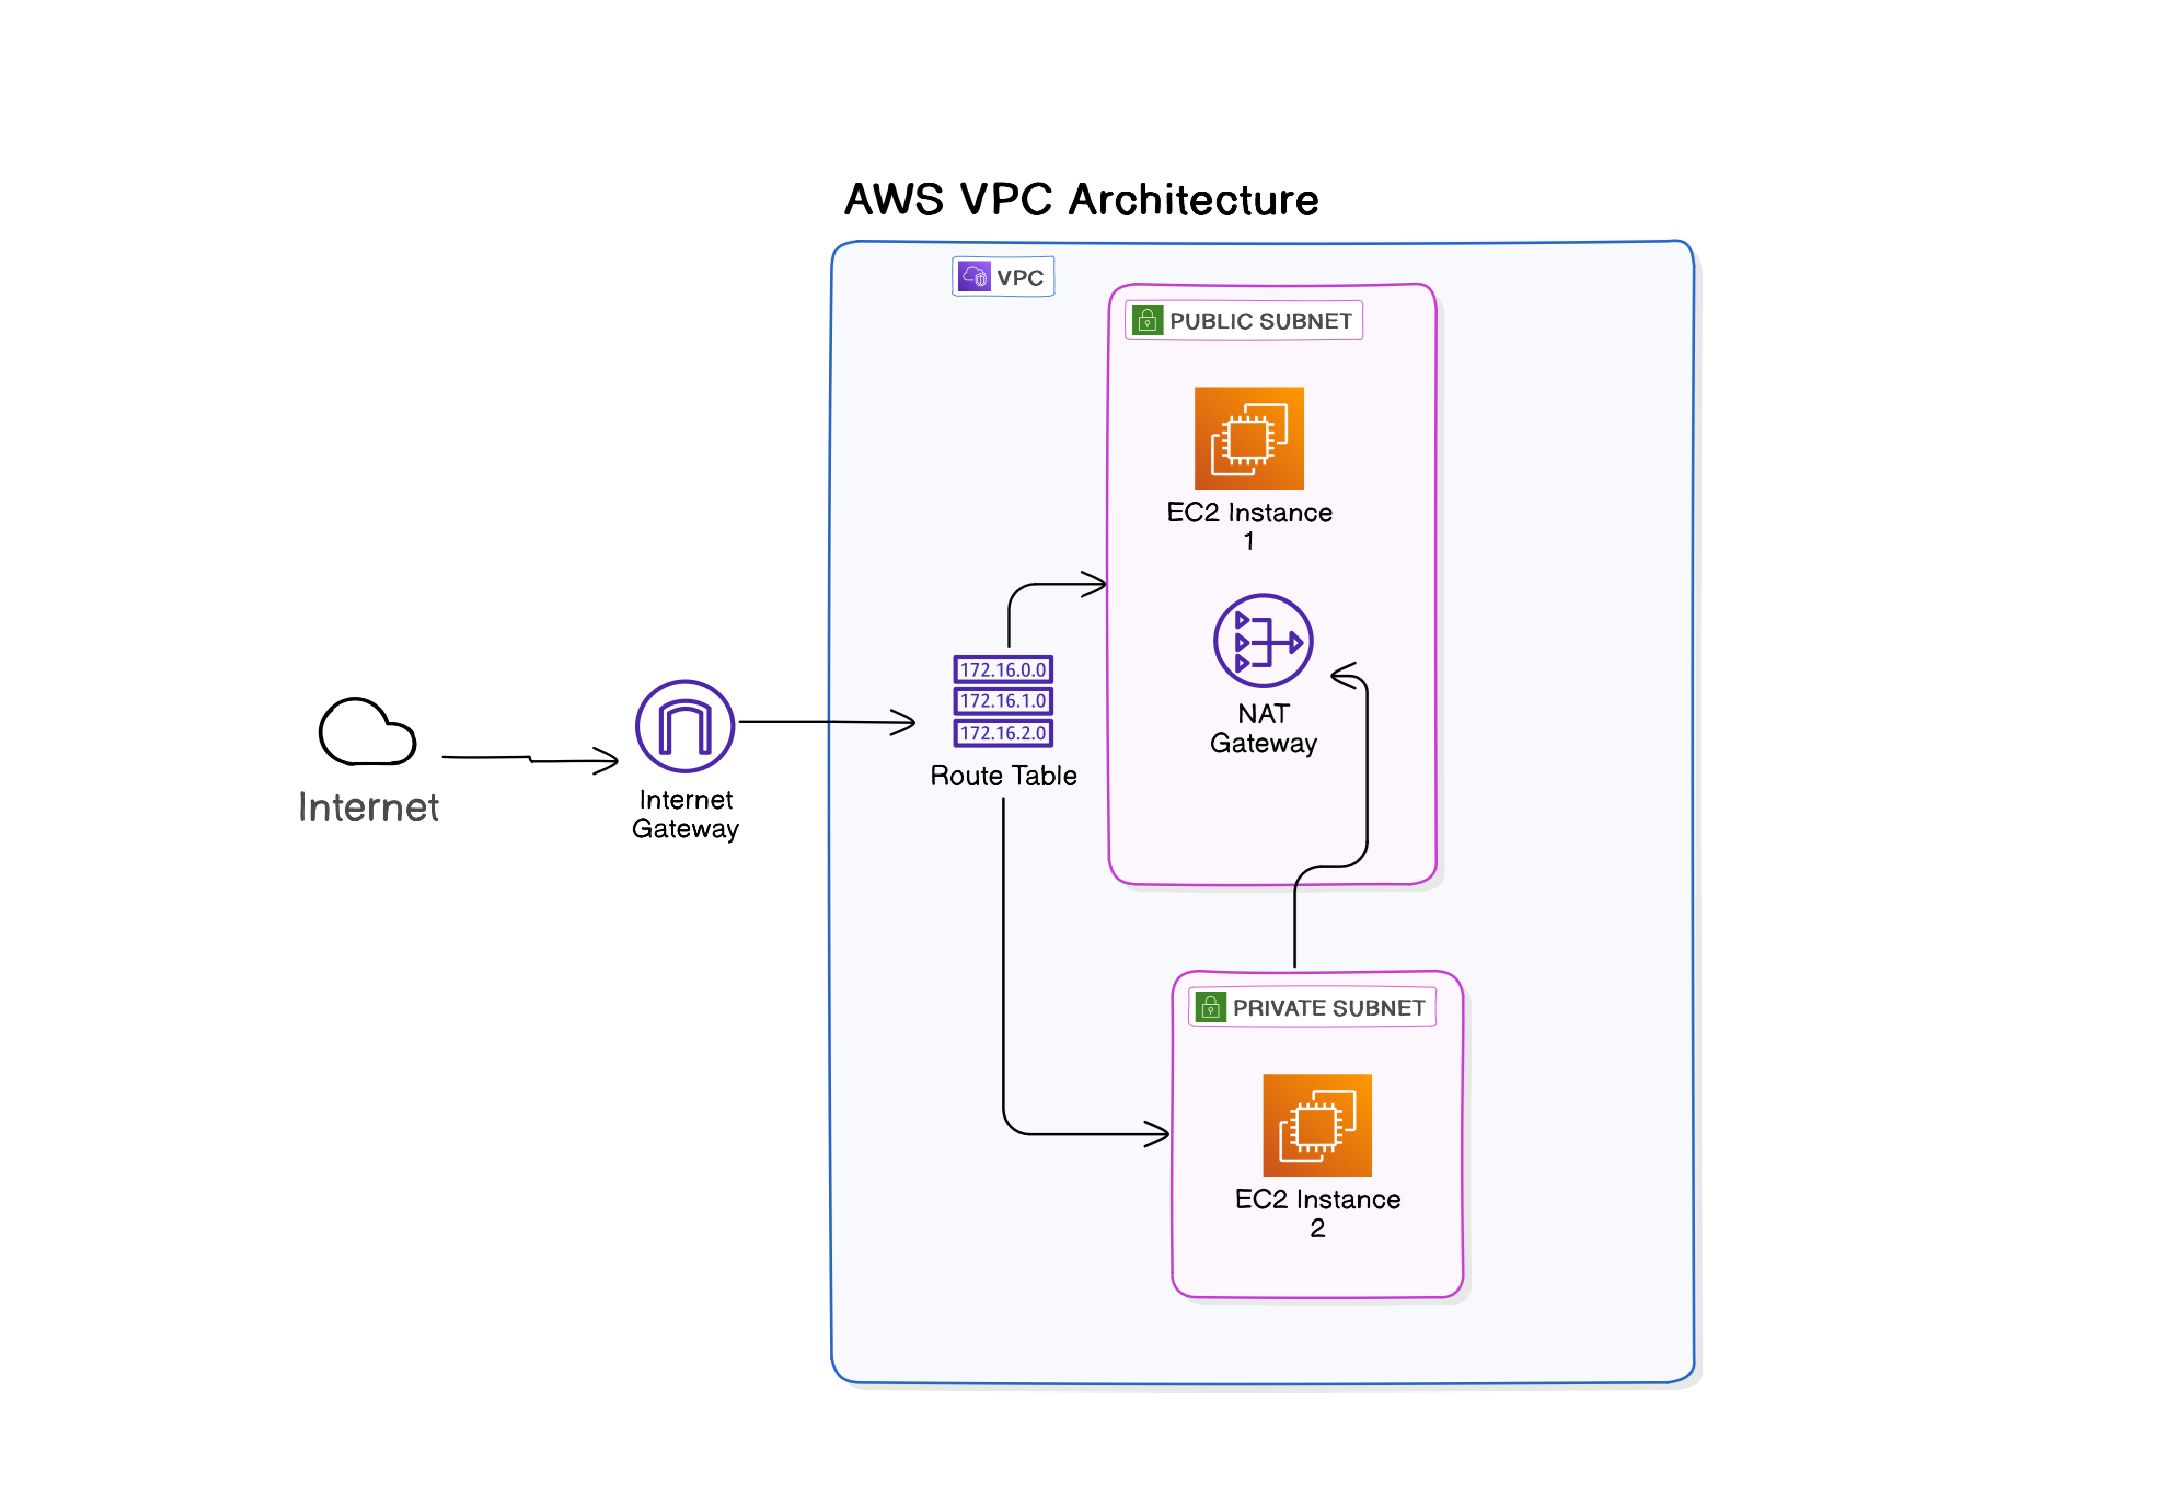 AWS VPC Architecture
VPC
PUBLIC SUBNET
EC2 Instance
1
172.16.0.0
172.16.1.0
172.16.2.0
Route Table
NAT
Gateway
Internet
Internet
Gateway
PRIVATE SUBNET
EC2 Instance
2